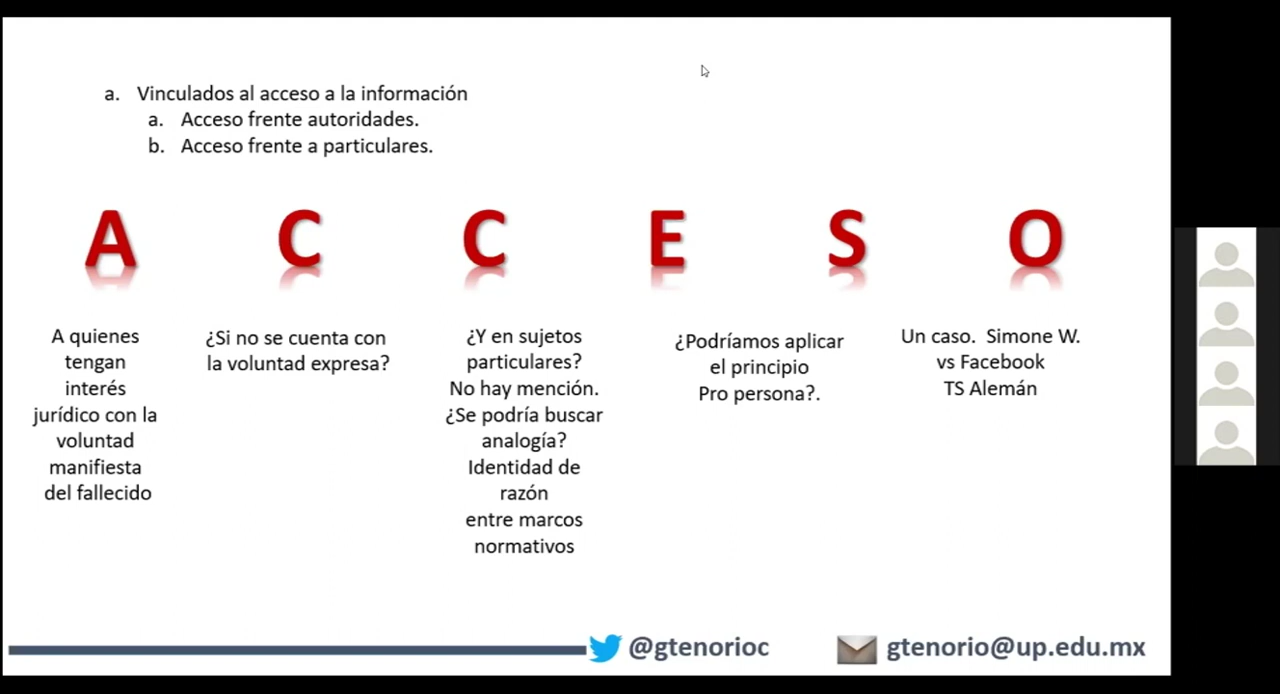 a. Vinculados al acceso a la información
a. Acceso frente autoridades.
b. Acceso frente a particulares.
A C C E S O
A quienes
tengan
interés
jurídico con la
voluntad
manifiesta
del fallecido
¿Si no se cuenta con
la voluntad expresa?
¿Y en sujetos
particulares?
No hay mención.
¿Se podría buscar
analogía?
Identidad de
razón
entre marcos
normativos
¿Podríamos aplicar
el principio
Pro persona?.
Un caso. Simone W.
vs Facebook
TS Alemán
@gtenorioc
gtenorio@up.edu.mx